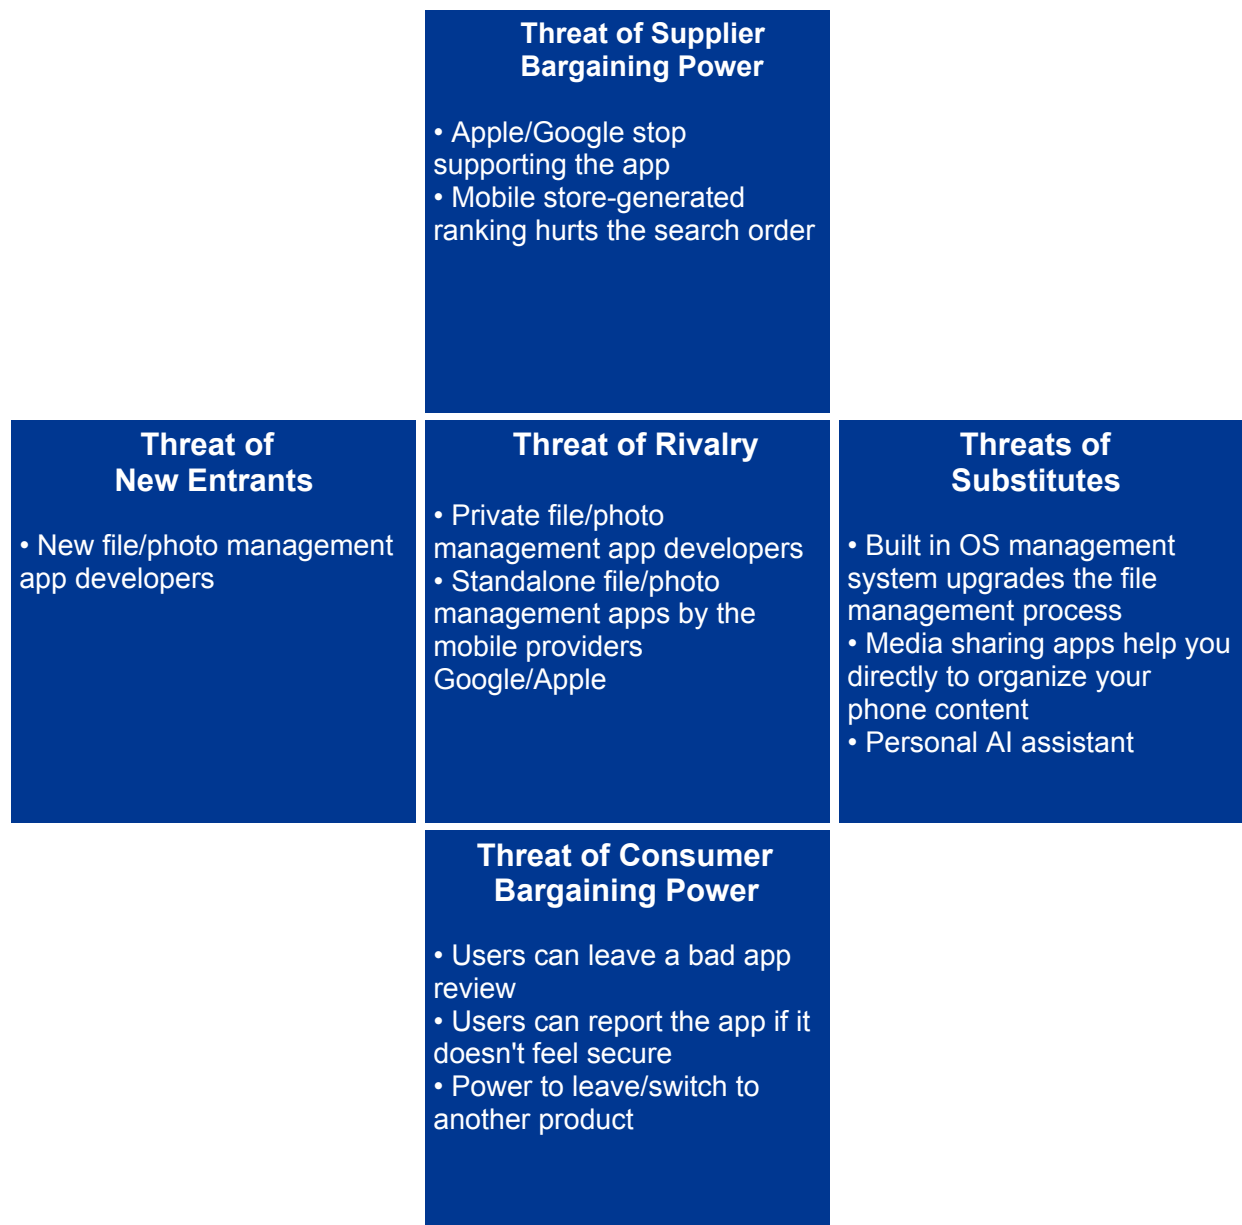 Threat of Supplier
Bargaining Power
• Apple/Google stop
supporting the app
• Mobile store-generated
ranking hurts the search order
Threat of
New Entrants
• New file/photo management
app developers
Threat of Rivalry
• Private file/photo
management app developers
• Standalone file/photo
management apps by the
mobile providers
Google/Apple
Threats of
Substitutes
• Built in OS management
system upgrades the file
management process
• Media sharing apps help you
directly to organize your
phone content
• Personal AI assistant
Threat of Consumer
Bargaining Power
• Users can leave a bad app
review
• Users can report the app if it
doesn't feel secure
• Power to leave/switch to
another product